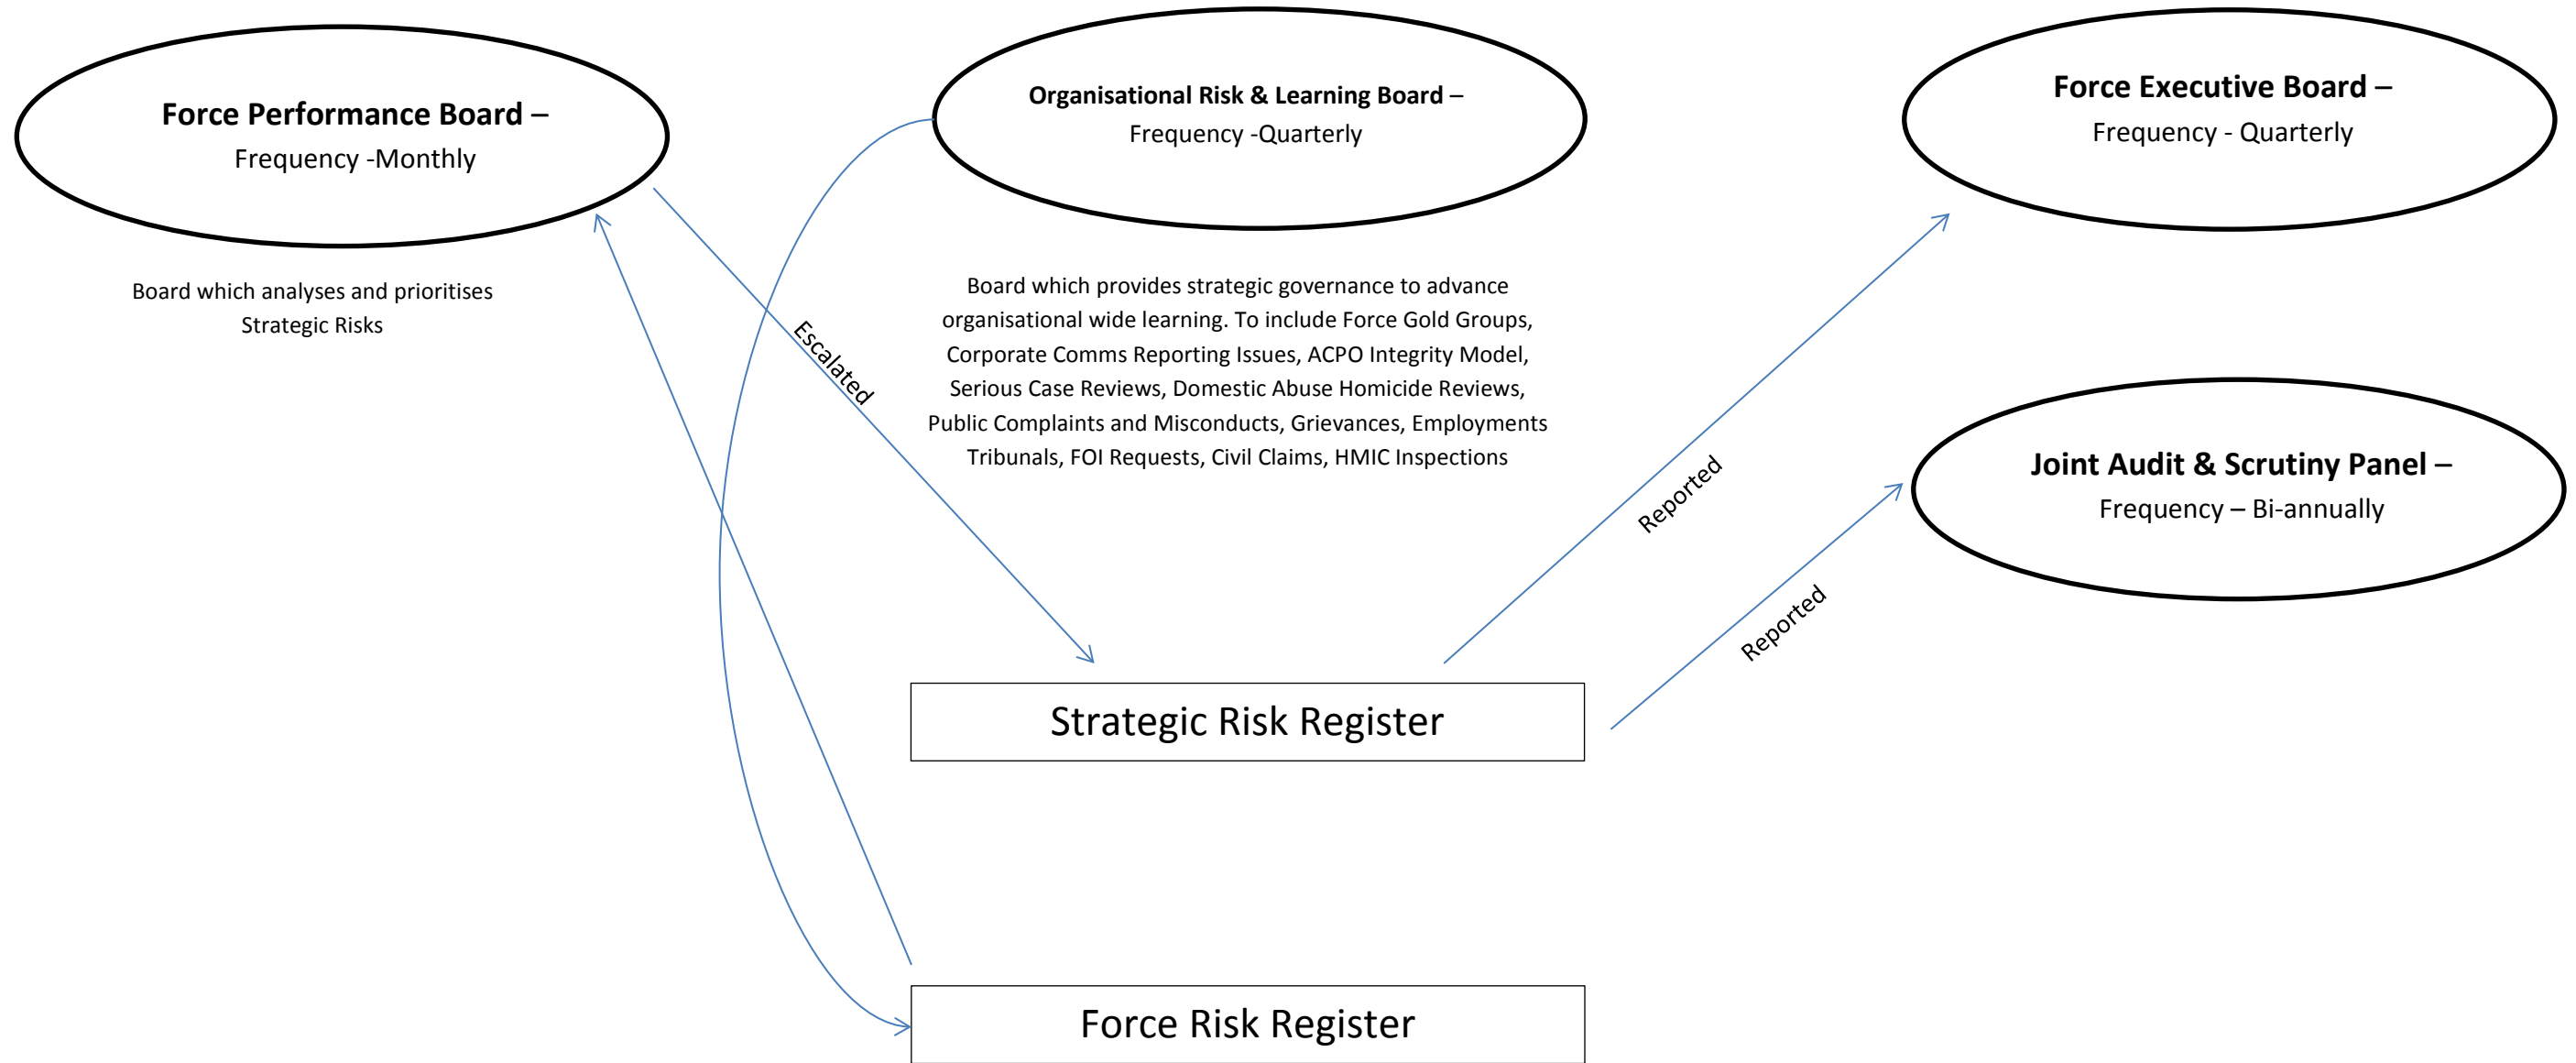 Force Performance Board –
Frequency -Monthly
Board which analyses and prioritises
Strategic Risks
Organisational Risk & Learning Board –
Frequency -Quarterly
Board which provides strategic governance to advance
organisational wide learning. To include Force Gold Groups,
Corporate Comms Reporting Issues, ACPO Integrity Model,
Serious Case Reviews, Domestic Abuse Homicide Reviews,
Public Complaints and Misconducts, Grievances, Employments
Tribunals, FOI Requests, Civil Claims, HMIC Inspections
Force Executive Board –
Frequency - Quarterly
Joint Audit & Scrutiny Panel –
Frequency – Bi-annually
Escalated
Reported
Reported
Strategic Risk Register
Force Risk Register